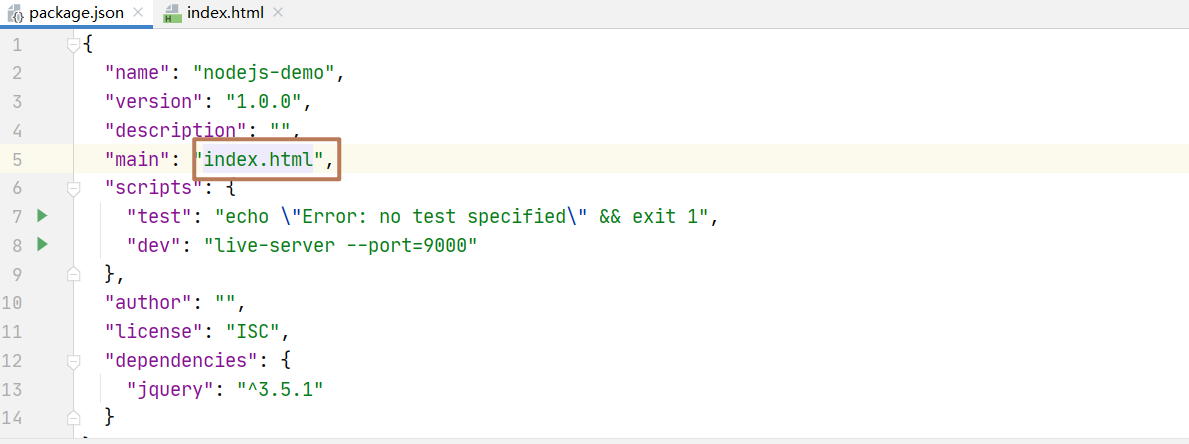 package.json index.html
1 {
2 "name": "nodejs-demo",
3 "version": "1.0.0",
4 "description": "",
5 "main": "index.html",
6 "scripts": {
7 "test": "echo \"Error: no test specified\" && exit 1",
8 "dev": "live-server --port=9000"
9 },
10 "author": "",
11 "license": "ISC",
12 "dependencies": {
13 "jquery": "^3.5.1"
14 }